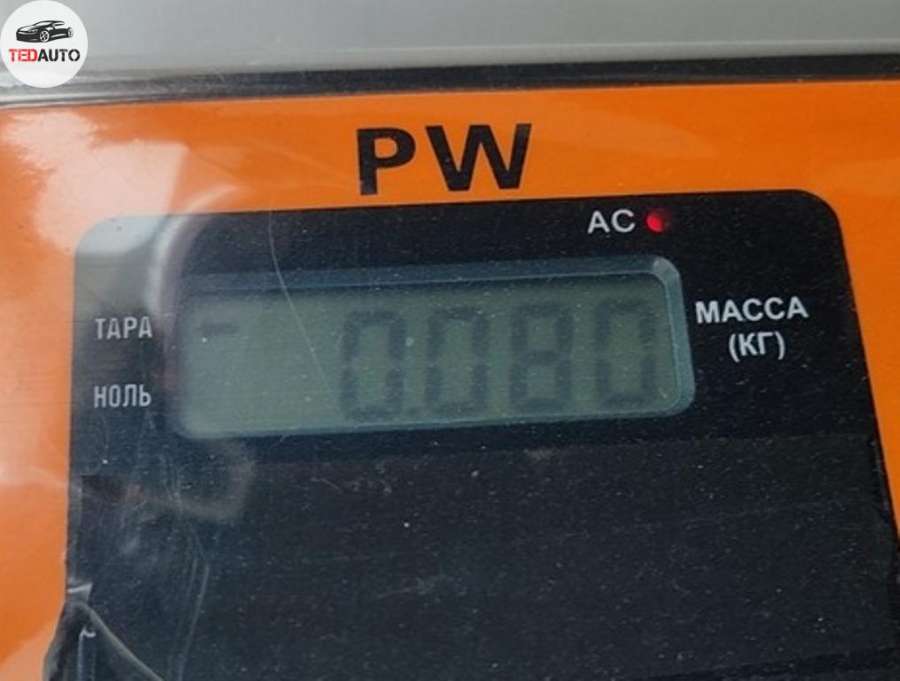 TEDAUTO
PW
AC
ТАРА
0.080
МАССА
(КГ)
НОЛЬ